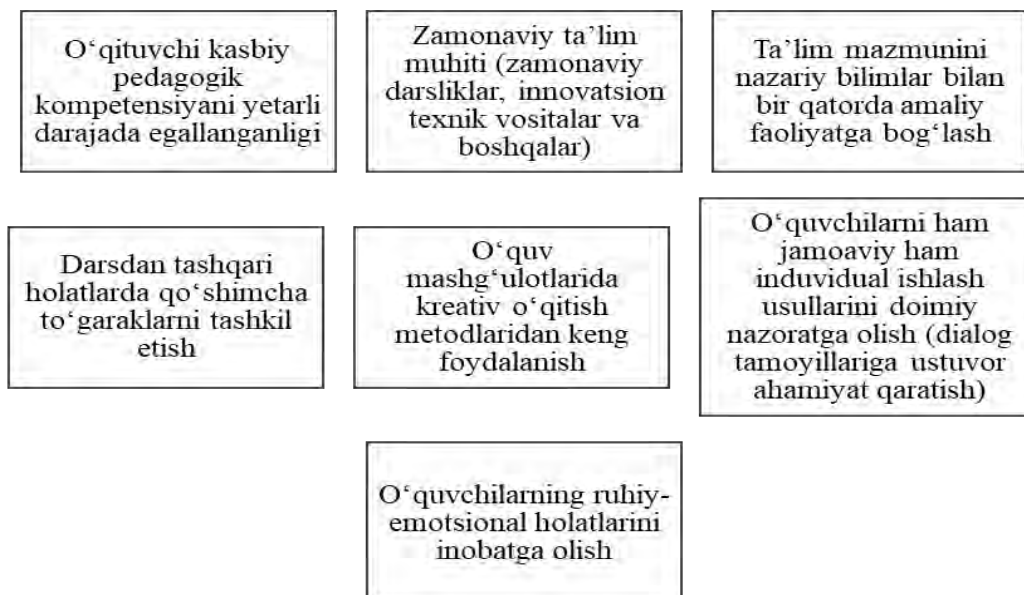 O‘qituvchi kasbiy
pedagogik
kompetensiyani yetarli
darajada egallanganligi
Zamonaviy ta’lim
muhiti (zamonaviy
darsliklar, innovatsion
texnik vositalar va
boshqalar)
Ta’lim mazmunini
nazariy bilimlar bilan
bir qatorda amaliy
faoliyatga bog‘lash
Darsdan tashqari
holatlarda qo‘shimcha
to‘garaklarni tashkil
etish
O‘quv
mashg‘ulotlarida
kreativ o‘qitish
metodlaridan keng
foydalanish
O‘quvchilarni ham
jamoaviy ham
induvidual ishlash
usullarini doimiy
nazoratga olish (dialog
tamoyillariga ustuvor
ahamiyat qaratish)
O‘quvchilarning ruhiy-
emotsional holatlarini
inobatga olish